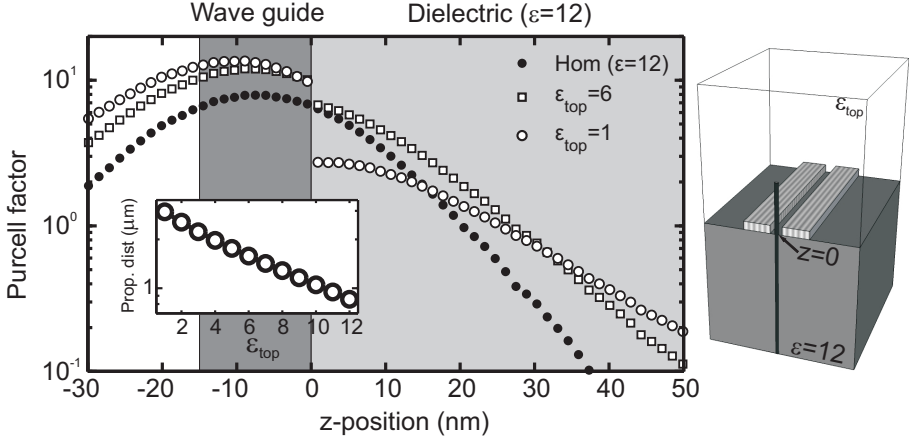 Wave guide Dielectric (ε=12)
Purcell factor
10¹
10⁰
10⁻¹
Hom (ε=12)
ε_top=6
ε_top=1
Prop. dist (μm)
1
2 4 6 8 10 12
ε_top
-30 -20 -10 0 10 20 30 40 50
z-position (nm)
ε_top
z=0
ε=12